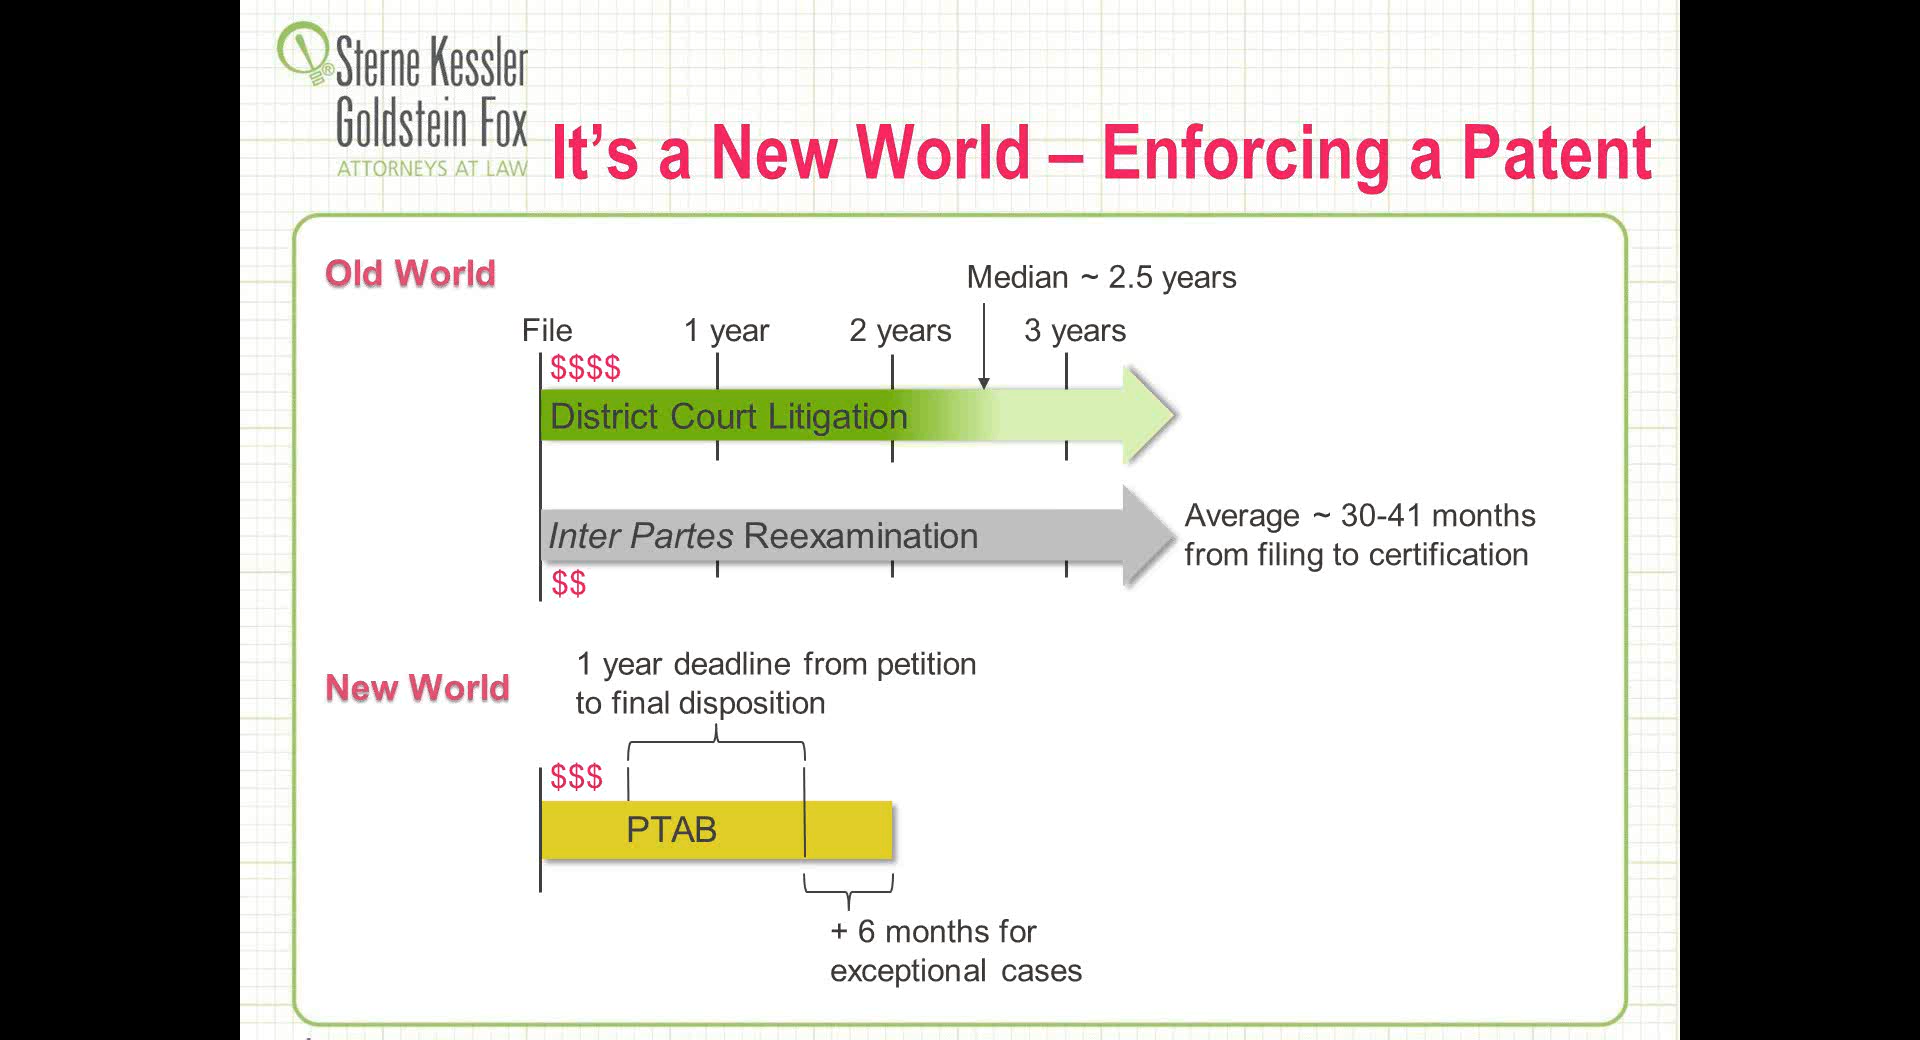 Sterne Kessler
Goldstein Fox
ATTORNEYS AT LAW
®
It's a New World – Enforcing a Patent
Old World
Median ~ 2.5 years
File
1 year
2 years
3 years
$$$$
District Court Litigation
Inter Partes Reexamination
$$
Average ~ 30-41 months
from filing to certification
New World
1 year deadline from petition
to final disposition
$$$
PTAB
+ 6 months for
exceptional cases